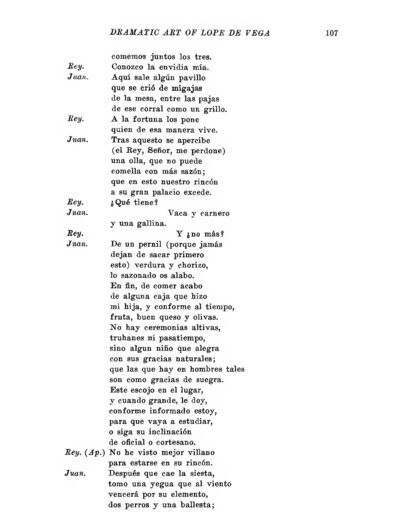 DRAMATIC ART OF LOPE DE VEGA 107
comemos juntos los tres.
Rey. Conozco la envidia mía.
Juan. Aquí sale algún pavillo
que se crió de migajas
de la mesa, entre las pajas
de ese corral como un grillo.
Rey. A la fortuna los pone
quien de esa manera vive.
Juan. Tras aquesto se apercibe
(el Rey, Señor, me perdone)
una olla, que no puede
comella con más sazón;
que en esto nuestro rincón
a su gran palacio excede.
Rey. ¿Qué tiene?
Juan. Vaca y carnero
y una gallina.
Rey. Y ¿no más?
Juan. De un pernil (porque jamás
dejan de sacar primero
esto) verdura y chorizo,
lo sazonado os alabo.
En fin, de comer acabo
de alguna caja que hizo
mi hija, y conforme al tiempo,
fruta, buen queso y olivas.
No hay ceremonias altivas,
truhanes ni pasatiempo,
sino algun niño que alegra
con sus gracias naturales;
que las que hay en hombres tales
son como gracias de suegra.
Este escojo en el lugar,
y cuando grande, le doy,
conforme informado estoy,
para que vaya a estudiar,
o siga su inclinación
de oficial o cortesano.
Rey. (Ap.) No he visto mejor villano
para estarse en su rincón.
Juan. Después que cae la siesta,
tomo una yegua que al viento
vencerá por su elemento,
dos perros y una ballesta;